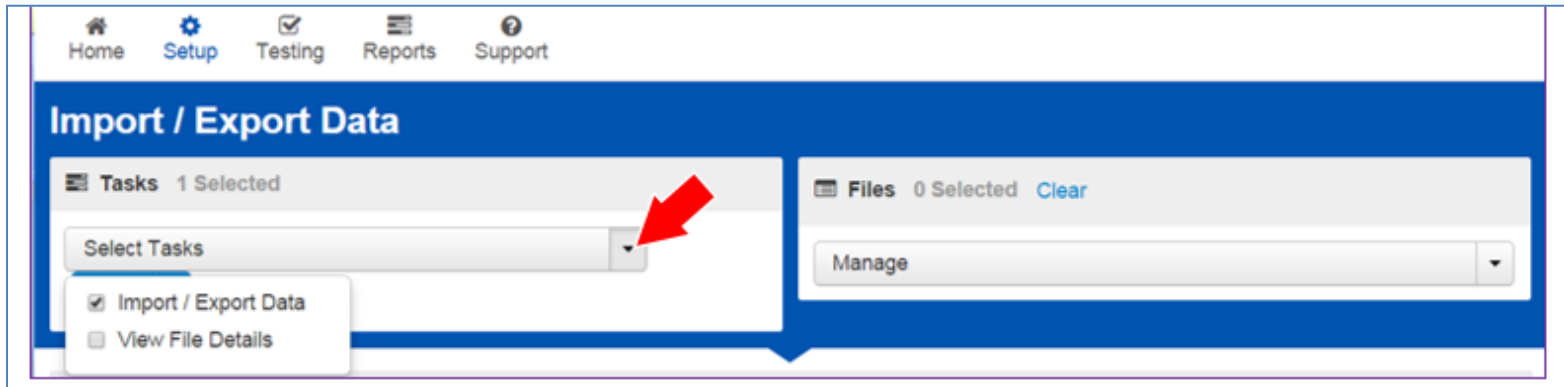 Home Setup Testing Reports Support
Import / Export Data
Tasks 1 Selected
Files 0 Selected Clear
Select Tasks
Manage
Import / Export Data
View File Details